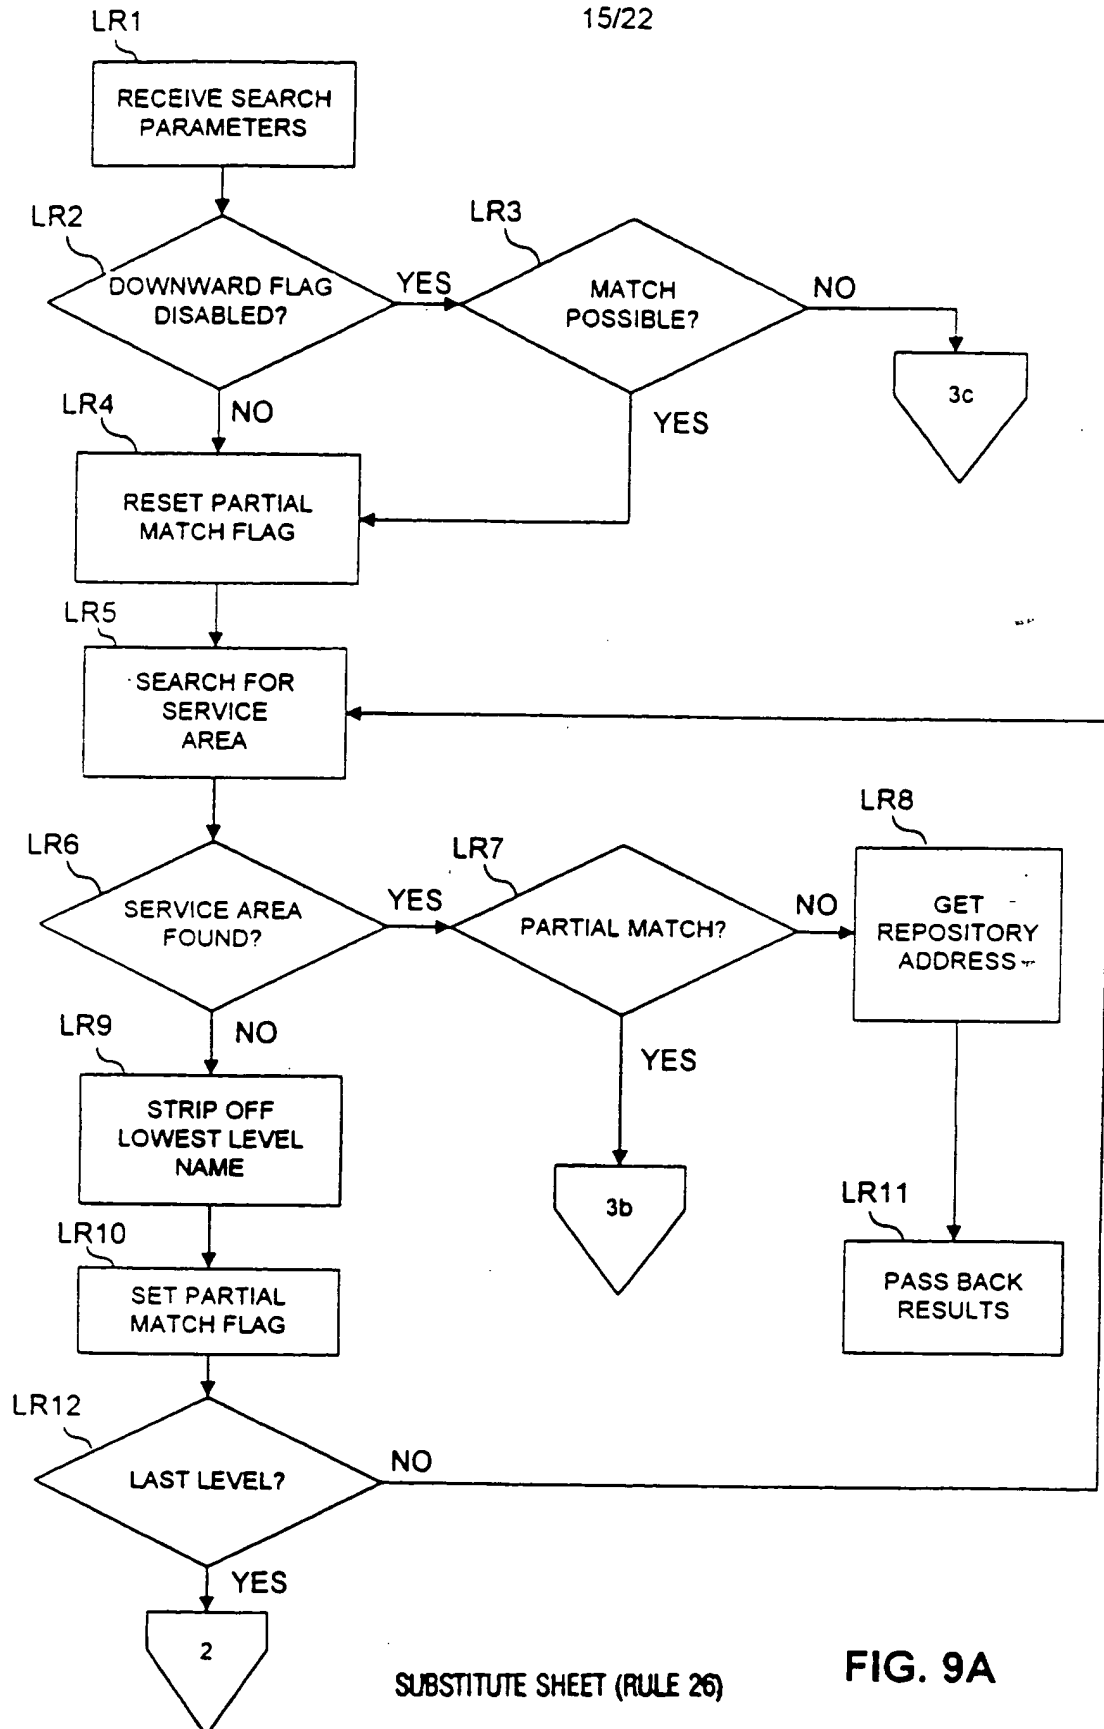 15/22
LR1
RECEIVE SEARCH
PARAMETERS
LR2
DOWNWARD FLAG
DISABLED?
YES
LR3
MATCH
POSSIBLE?
NO
3c
NO
YES
LR4
RESET PARTIAL
MATCH FLAG
LR5
SEARCH FOR
SERVICE
AREA
LR6
SERVICE AREA
FOUND?
YES
LR7
PARTIAL MATCH?
NO
LR8
GET
REPOSITORY
ADDRESS
NO
YES
LR9
STRIP OFF
LOWEST LEVEL
NAME
3b
LR11
PASS BACK
RESULTS
LR10
SET PARTIAL
MATCH FLAG
LR12
LAST LEVEL?
NO
YES
2
SUBSTITUTE SHEET (RULE 26)
FIG. 9A